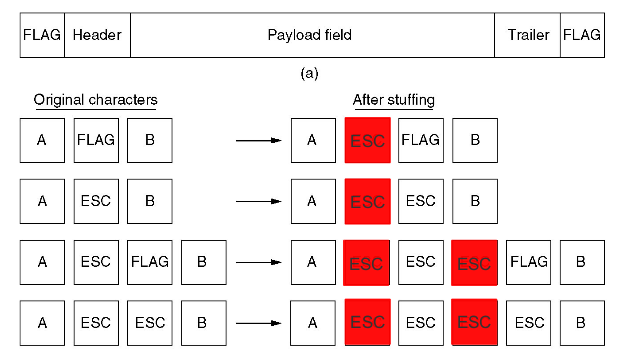 FLAG Header Payload field Trailer FLAG
(a)
Original characters After stuffing
A FLAG B A ESC FLAG B
A ESC B A ESC ESC B
A ESC FLAG B A ESC ESC ESC FLAG B
A ESC ESC B A ESC ESC ESC ESC B